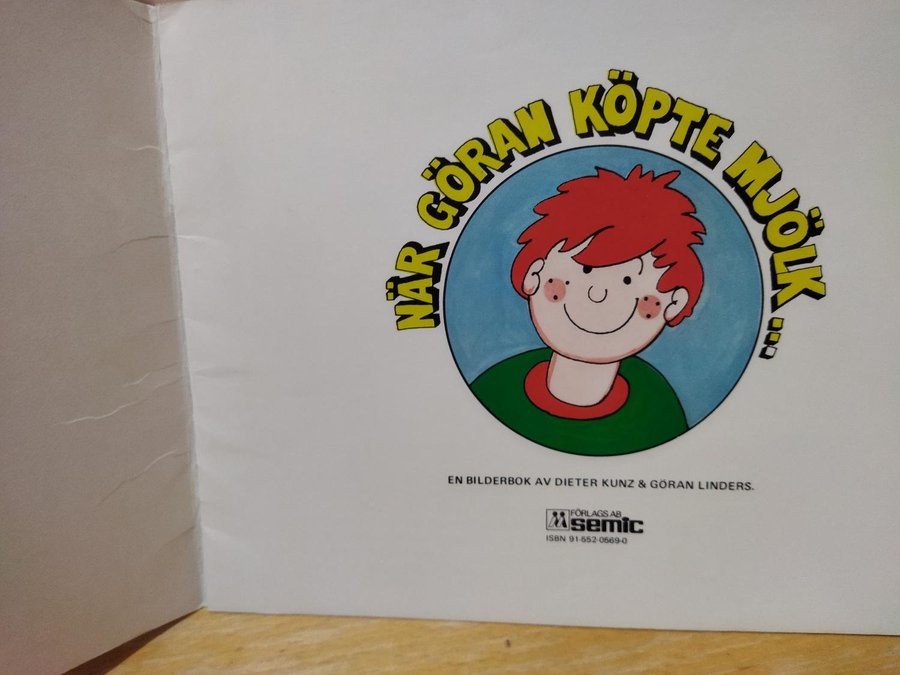 NÄR GÖRAN KÖPTE MJÖLK...
EN BILDERBOK AV DIETER KUNZ & GÖRAN LINDERS.
FÖRLAGS AB
semic
ISBN 91-552-0569-0